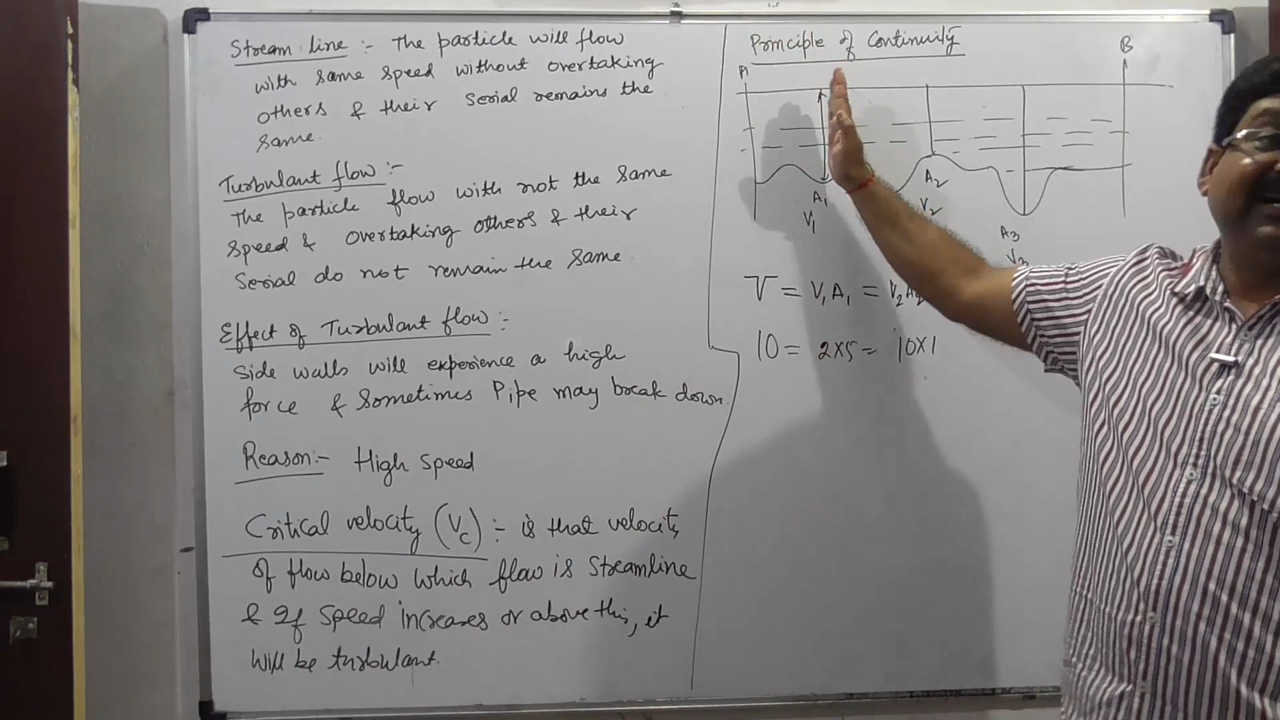 Stream line :- The particle will flow
with same speed without overtaking
others & their serial remains the
same.
Turbulant flow :-
The particle flow with not the same
speed & overtaking others & their
Serial do not remain the same.
Effect of Turbulant flow :-
Side walls will experience a high
force & Sometimes Pipe may break down.
Reason :- High speed
Critical velocity (Vc) :- is that velocity
of flow below which flow is streamline
& If speed increases or above this, it
will be turbulant.
Principle of Continuity
A
B
A1
V1
A2
V2
A3
V3
V = V1A1 = V2A2
10 = 2×5 = 10×1